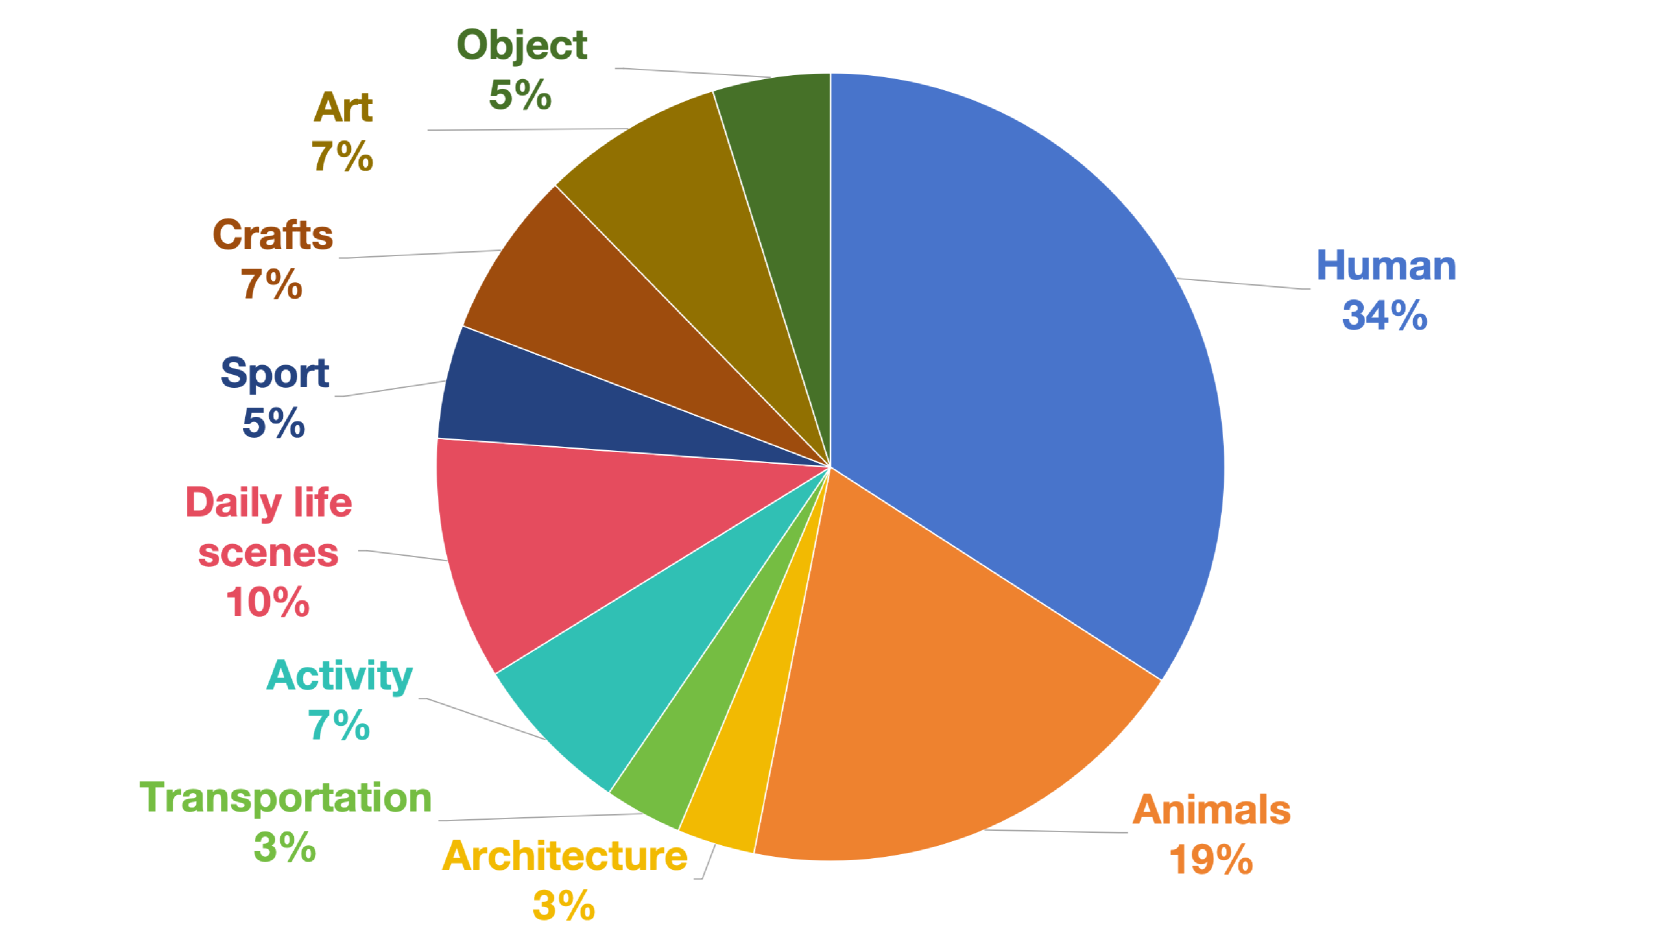 Object
5%
Art
7%
Crafts
7%
Sport
5%
Daily life
scenes
10%
Activity
7%
Transportation
3%
Architecture
3%
Animals
19%
Human
34%